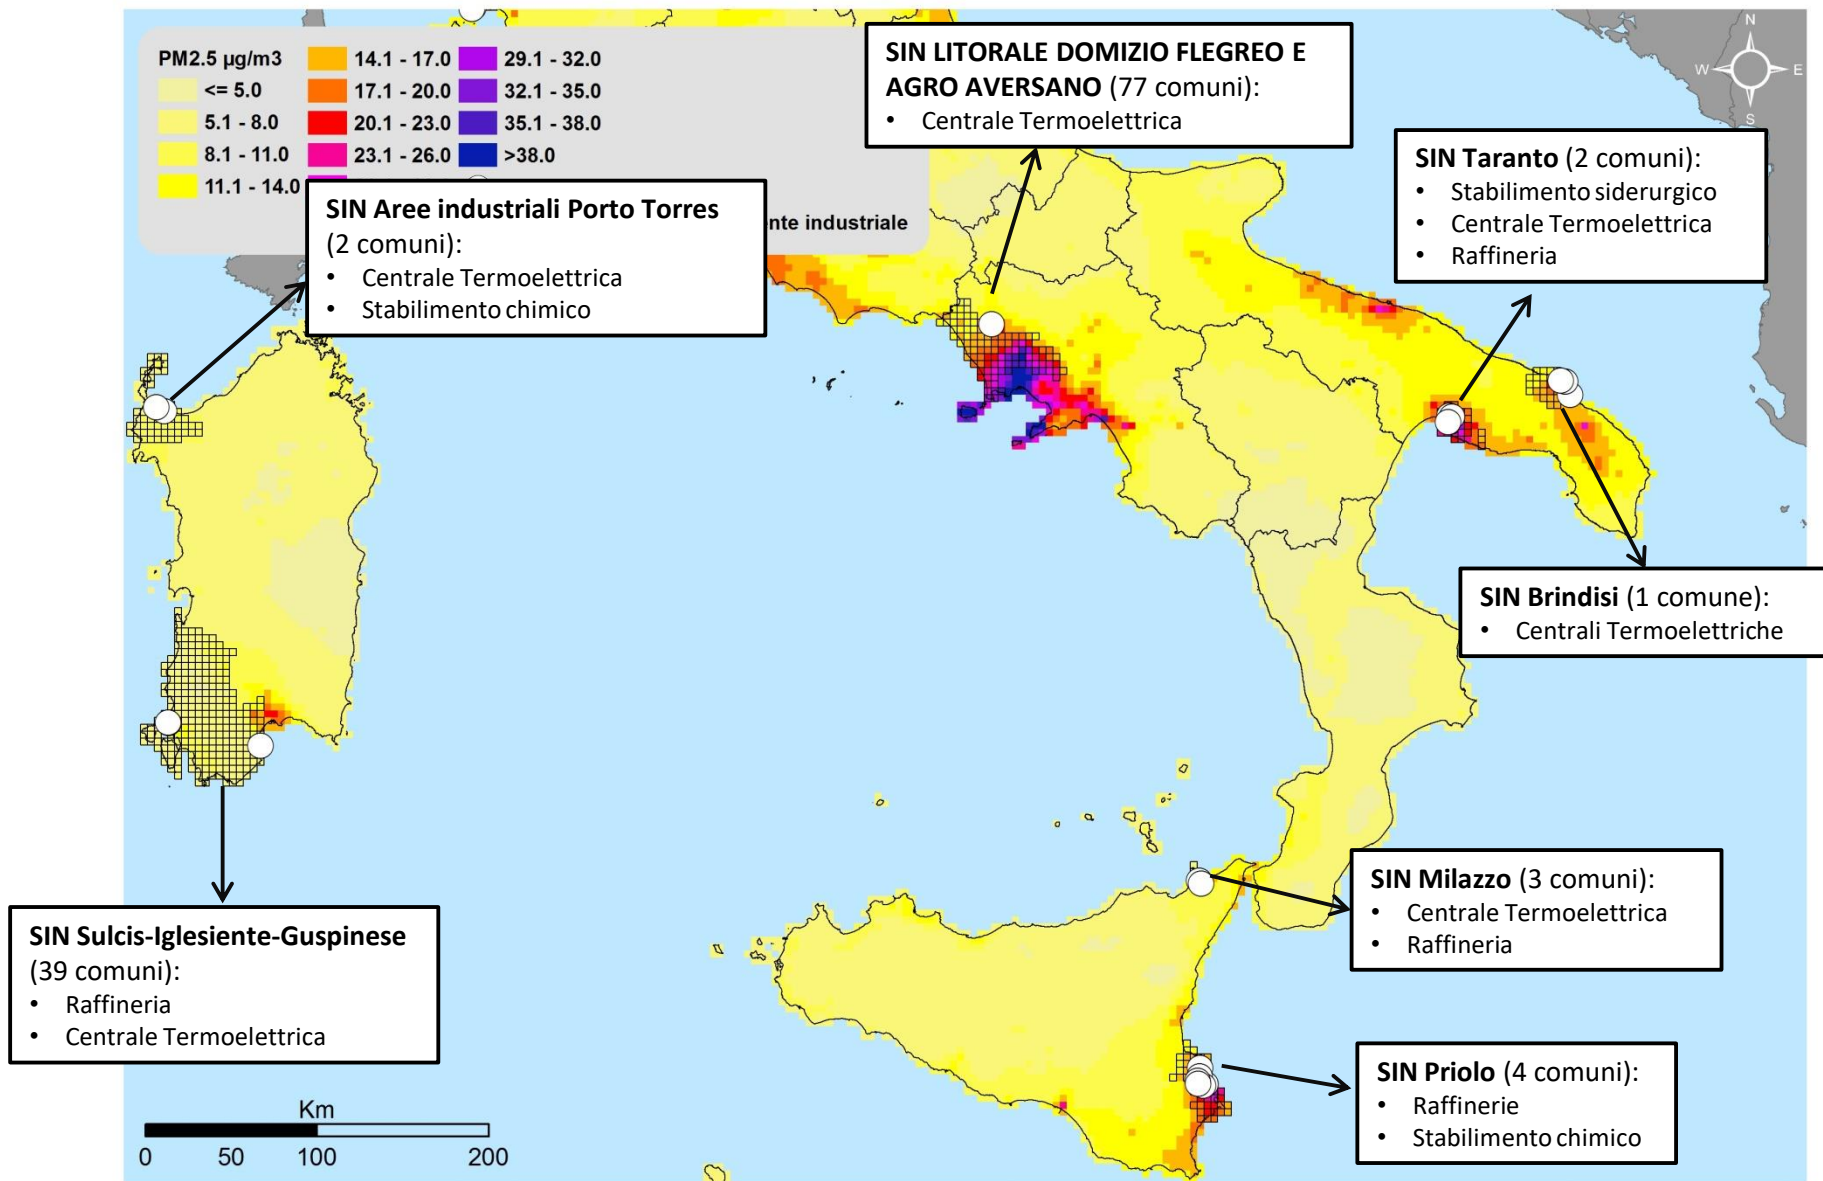 PM2.5 µg/m3
<= 5.0
5.1 - 8.0
8.1 - 11.0
11.1 - 14.0
14.1 - 17.0
17.1 - 20.0
20.1 - 23.0
23.1 - 26.0
29.1 - 32.0
32.1 - 35.0
35.1 - 38.0
>38.0
nte industriale
SIN LITORALE DOMIZIO FLEGREO E
AGRO AVERSANO (77 comuni):
• Centrale Termoelettrica
N
W
E
S
SIN Taranto (2 comuni):
• Stabilimento siderurgico
• Centrale Termoelettrica
• Raffineria
SIN Aree industriali Porto Torres
(2 comuni):
• Centrale Termoelettrica
• Stabilimento chimico
SIN Brindisi (1 comune):
• Centrali Termoelettriche
SIN Milazzo (3 comuni):
• Centrale Termoelettrica
• Raffineria
SIN Sulcis-Iglesiente-Guspinese
(39 comuni):
• Raffineria
• Centrale Termoelettrica
SIN Priolo (4 comuni):
• Raffinerie
• Stabilimento chimico
Km
0 50 100 200